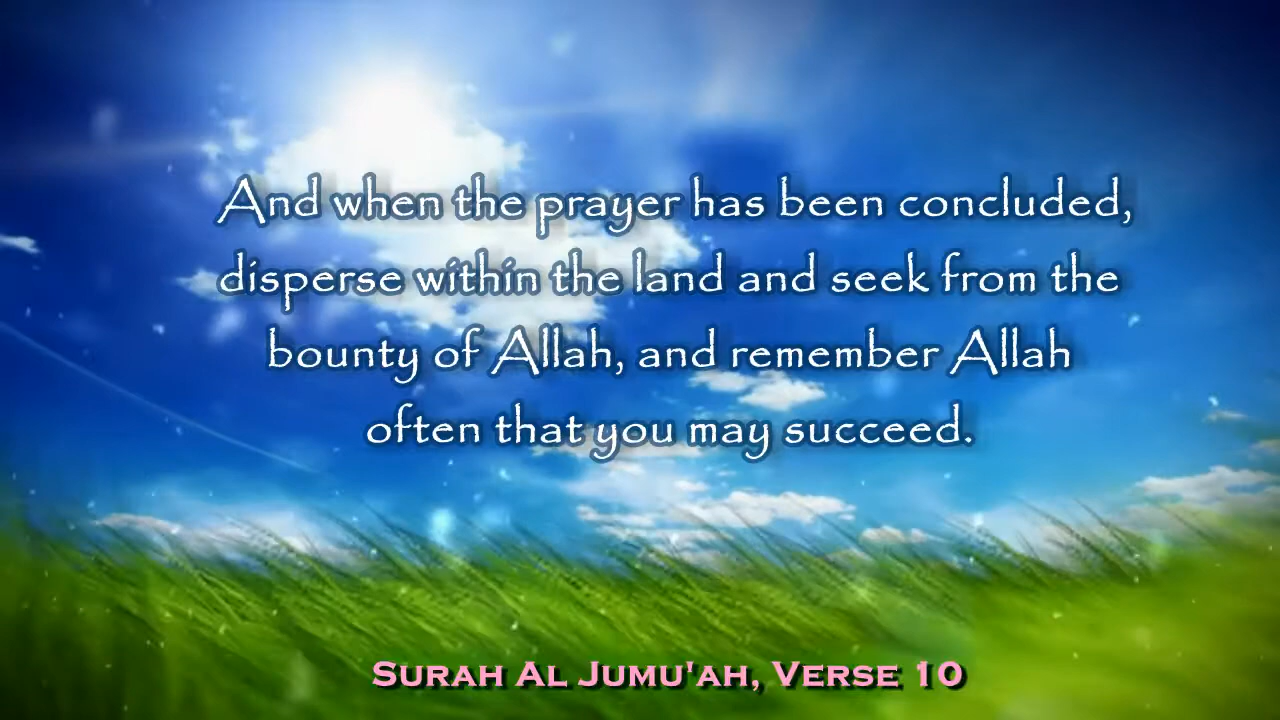 And when the prayer has been concluded,
disperse within the land and seek from the
bounty of Allah, and remember Allah
often that you may succeed.
Surah Al Jumu'ah, Verse 10